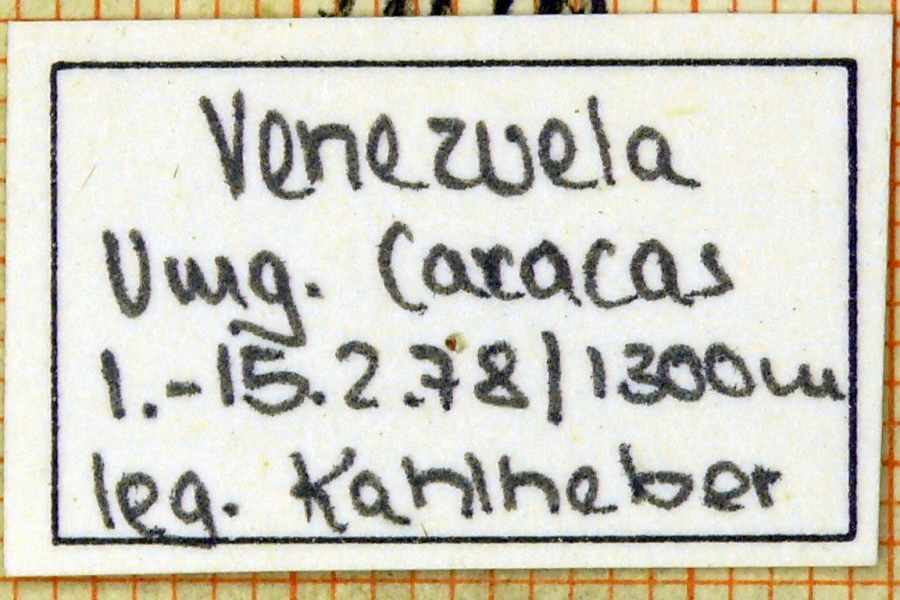 Venezuela
Umg. Caracas
1.-15.2.78/1300m
leg. Kahlheber